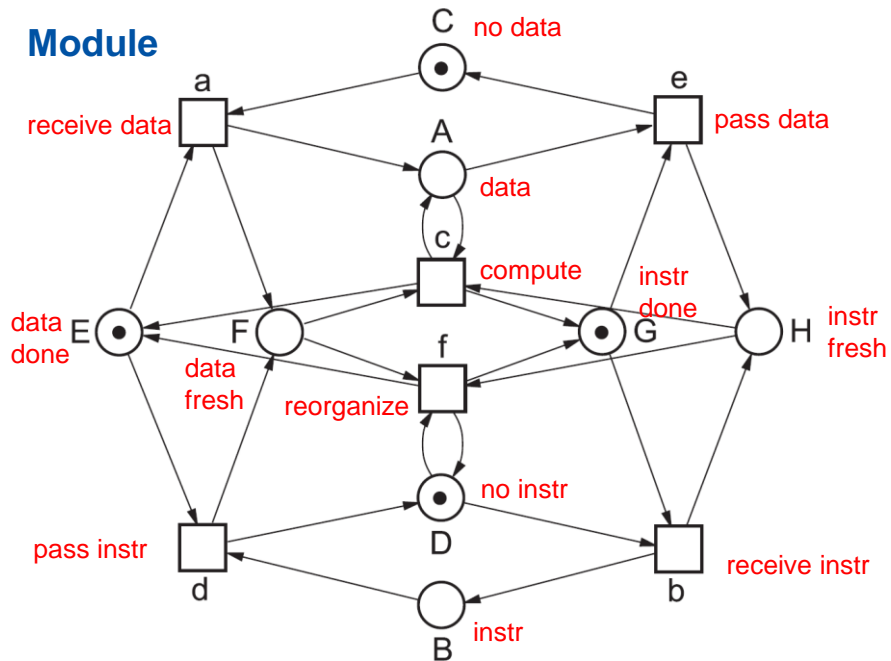 Module
C
no data
a
e
receive data
A
pass data
data
c
compute
instr
done
data
done
E
F
G
H
instr
fresh
f
data
fresh
reorganize
no instr
D
pass instr
d
receive instr
b
instr
B